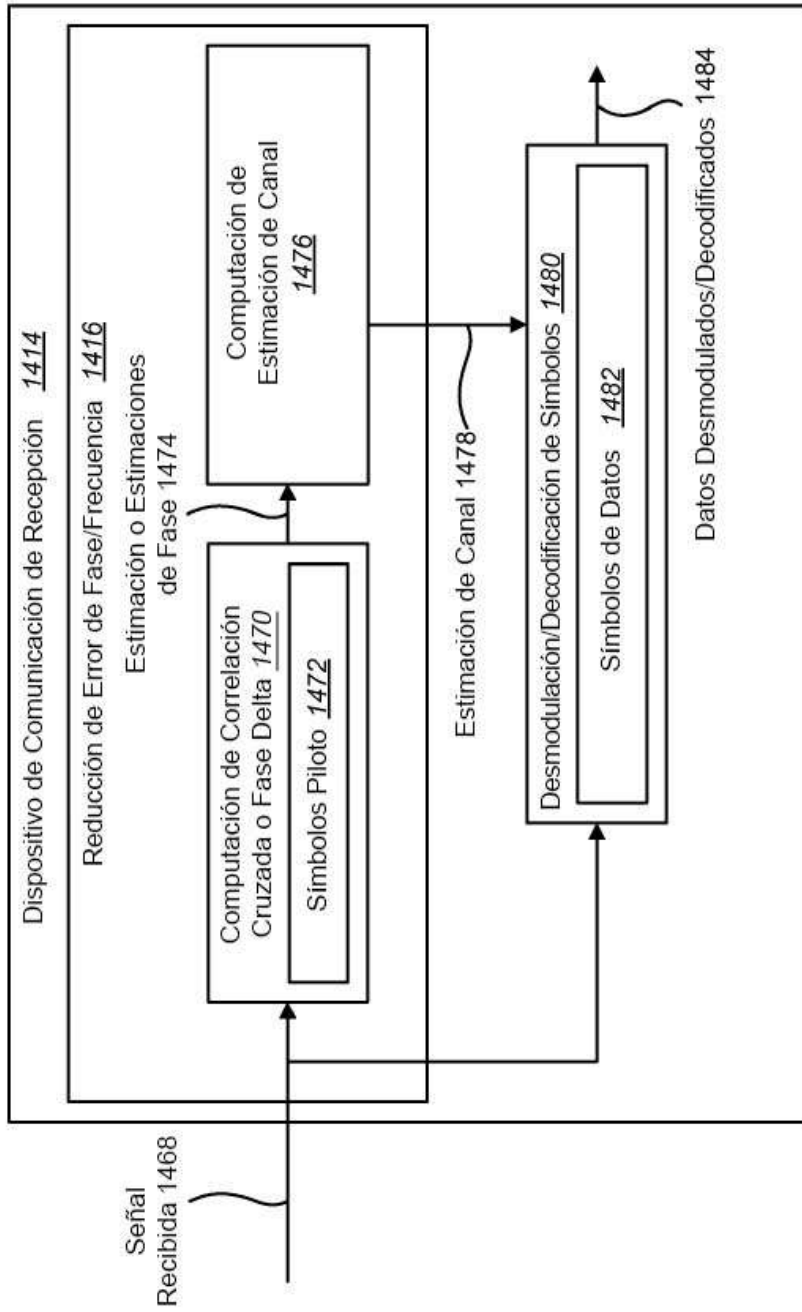 Dispositivo de Comunicación de Recepción 1414
Reducción de Error de Fase/Frecuencia 1416
Estimación o Estimaciones
de Fase 1474
Señal
Recibida 1468
Computación de Correlación
Cruzada o Fase Delta 1470
Símbolos Piloto 1472
Computación de
Estimación de Canal
1476
Estimación de Canal 1478
Desmodulación/Decodificación de Símbolos 1480
Símbolos de Datos 1482
Datos Desmodulados/Decodificados 1484